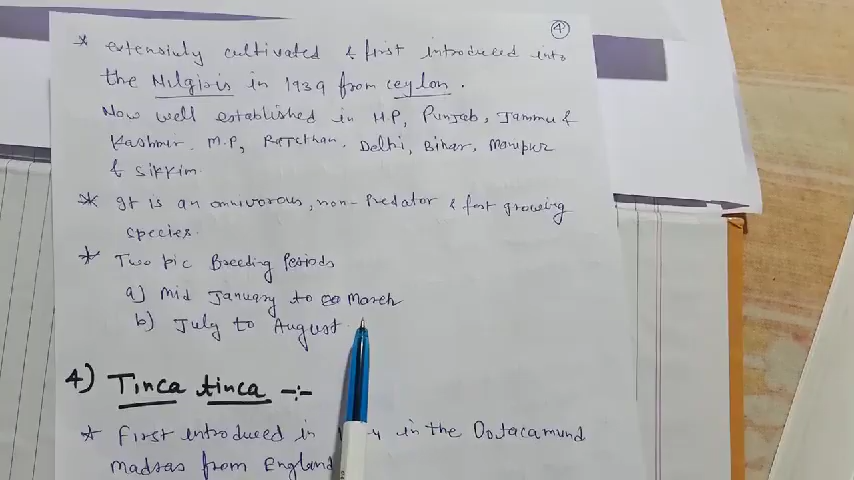 4
* extensiuly cultivated & first introduced into
the Nilgiris in 1939 from ceylon.
Now well established in H.P, Punjab, Jammu &
Kashmir. M.P, Rajethan. Delhi, Bihar, Manipur
& Sikkim.
* It is an omnivorous, non-Predator & fast growing
species.
* Two pic Breeding Periods
a) mid January to March
b) July to August.
4) Tinca tinca -:-
* First introduced in in the Ootacamund
madras from England